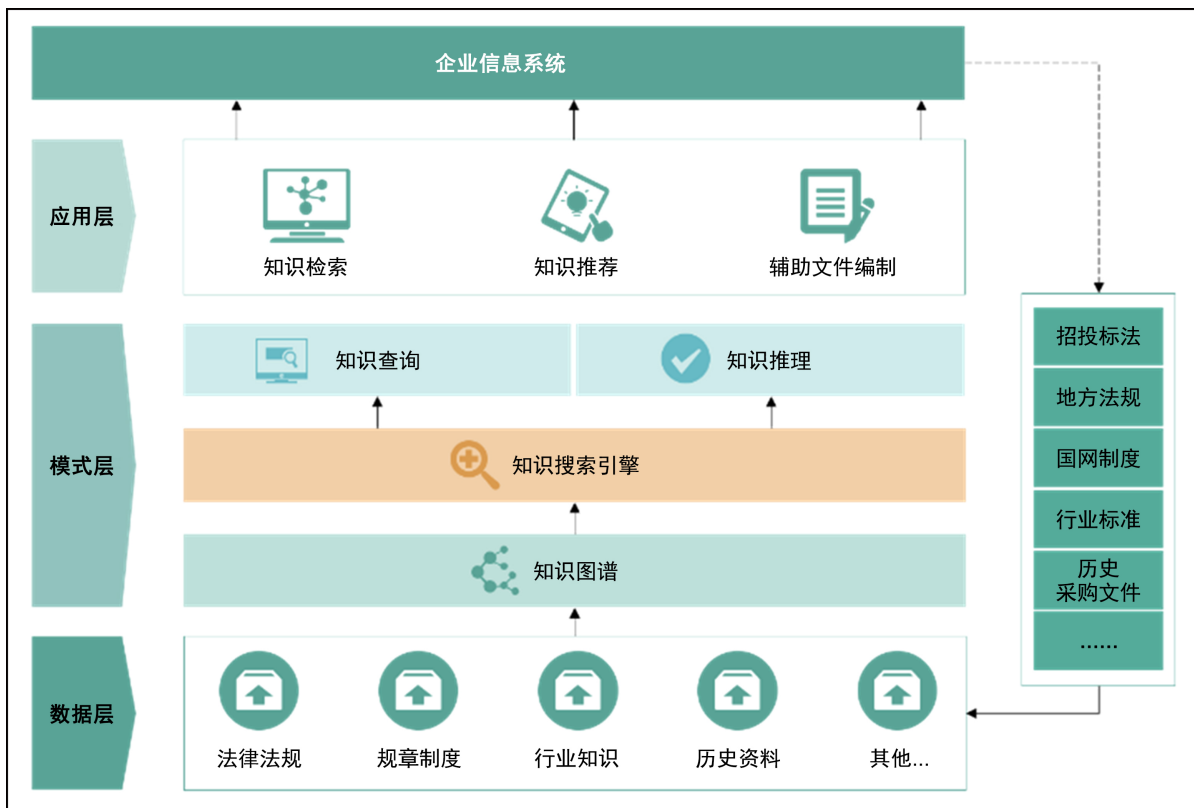 企业信息系统
应用层
知识检索
知识推荐
辅助文件编制
模式层
知识查询
知识推理
知识搜索引擎
知识图谱
数据层
法律法规
规章制度
行业知识
历史资料
其他...
招投标法
地方法规
国网制度
行业标准
历史
采购文件
......